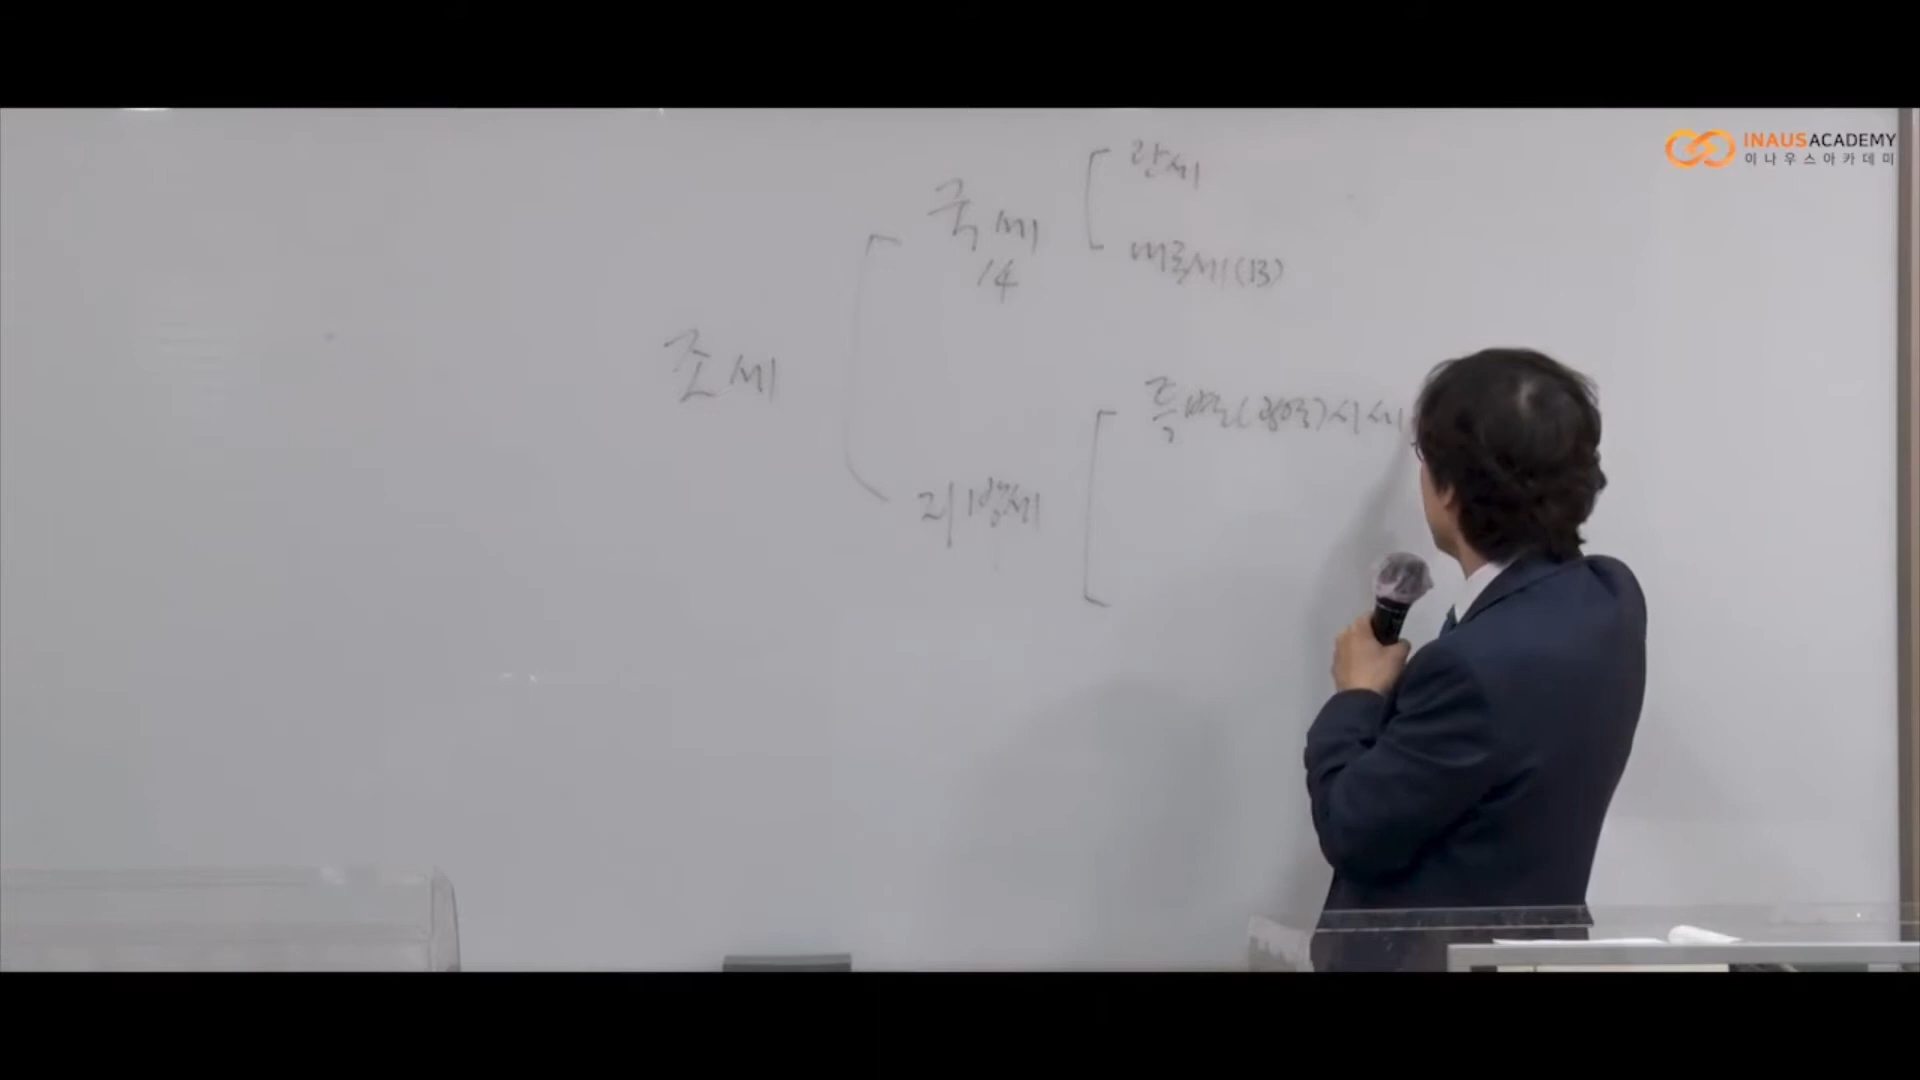 INAUSACADEMY
이나우스아카데미
관세
국세
내국세(13)
14
조세
특별(광역)시세
지방세